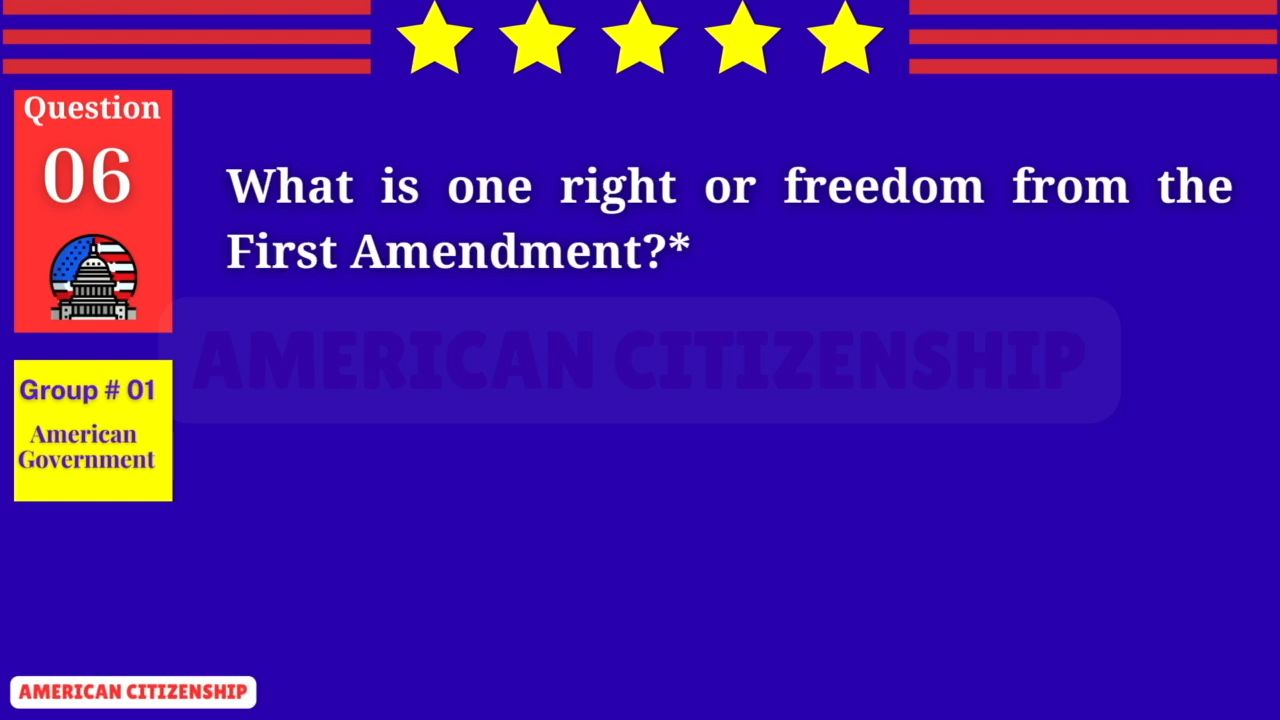 Question
06
What is one right or freedom from the
First Amendment?*
AMERICAN CITIZENSHIP
Group # 01
American
Government
AMERICAN CITIZENSHIP